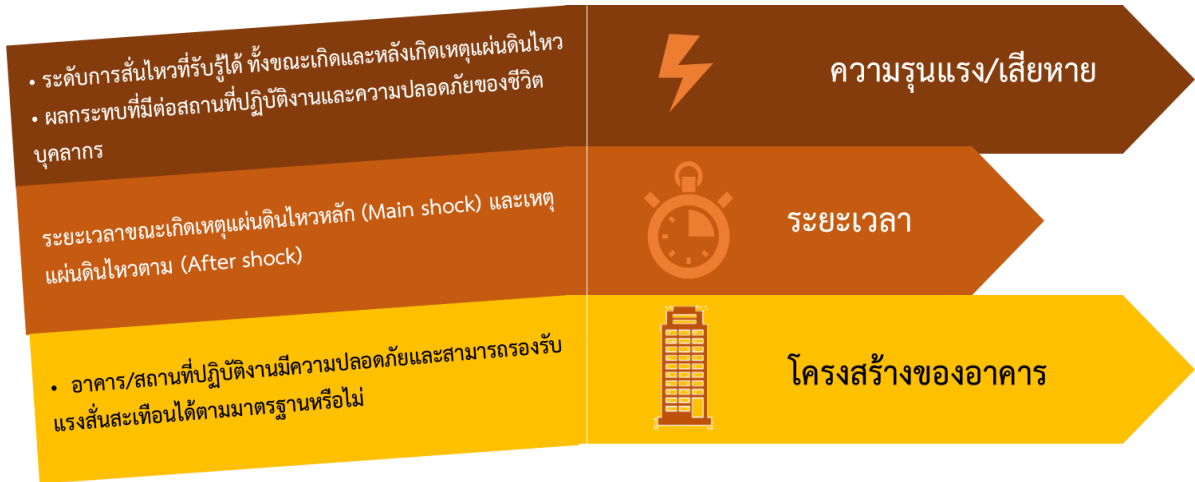 • ระดับการสั่นไหวที่รับรู้ได้ ทั้งขณะเกิดและหลังเกิดเหตุแผ่นดินไหว
• ผลกระทบที่มีต่อสถานที่ปฏิบัติงานและความปลอดภัยของชีวิต
บุคลากร
ความรุนแรง/เสียหาย
ระยะเวลาขณะเกิดเหตุแผ่นดินไหวหลัก (Main shock) และเหตุ
แผ่นดินไหวตาม (After shock)
ระยะเวลา
• อาคาร/สถานที่ปฏิบัติงานมีความปลอดภัยและสามารถรองรับ
แรงสั่นสะเทือนได้ตามมาตรฐานหรือไม่
โครงสร้างของอาคาร